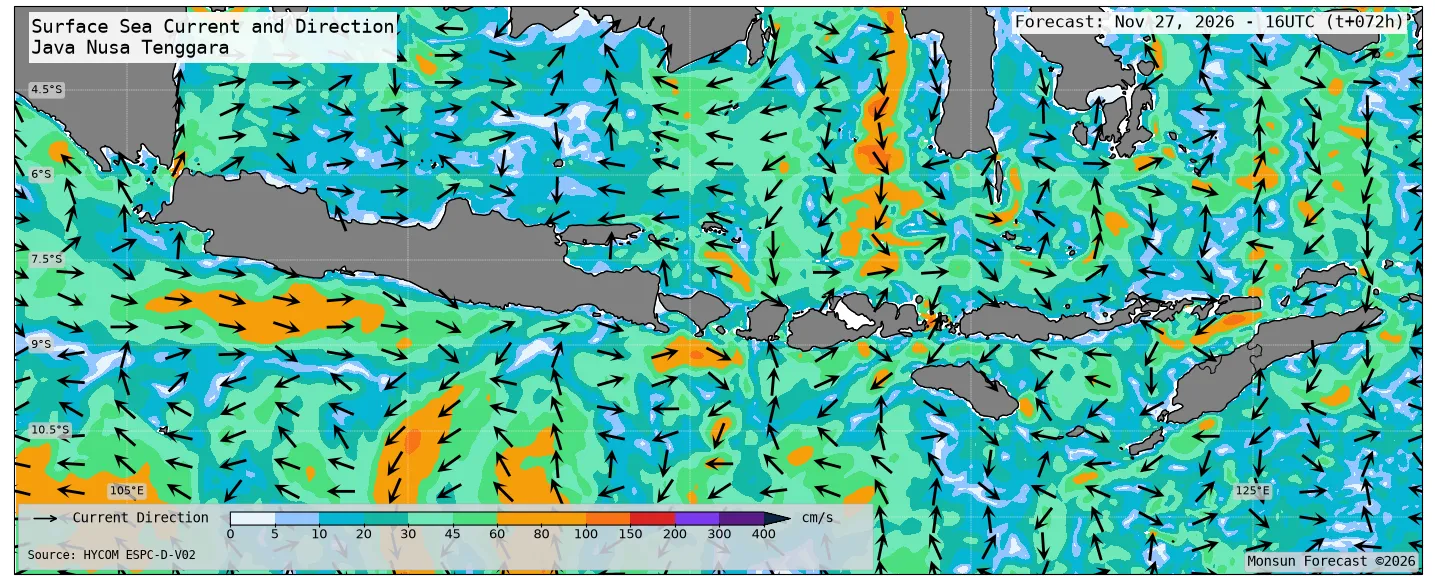 Surface Sea Current and Direction
Java Nusa Tenggara
Forecast: Nov 27, 2026 - 16UTC (t+072h)
4.5°S
6°S
7.5°S
9°S
10.5°S
105°E
125°E
Current Direction
0 5 10 20 30 45 60 80 100 150 200 300 400 cm/s
Source: HYCOM ESPC-D-V02
Monsun Forecast ©2026